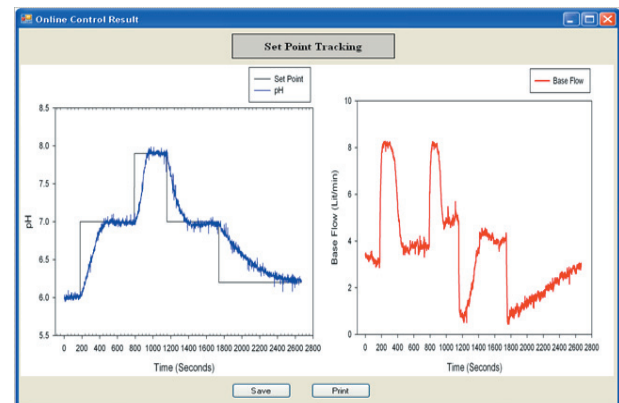 Online Control Result
Set Point Tracking
Set Point
pH
Base Flow
8.5
8.0
7.5
7.0
6.5
6.0
5.5
pH
0 200 400 600 800 1000 1200 1400 1600 1800 2000 2200 2400 2600 2800
Time (Seconds)
10
8
6
4
2
0
Base Flow (Lit/min)
0 200 400 600 800 1000 1200 1400 1600 1800 2000 2200 2400 2600 2800
Time (Seconds)
Save Print